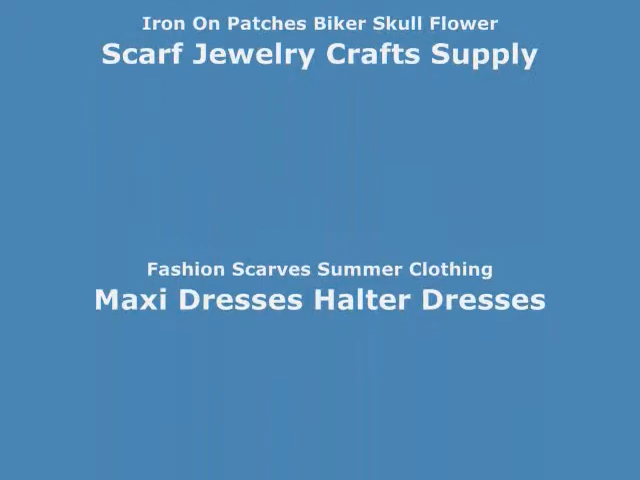 Iron On Patches Biker Skull Flower
Scarf Jewelry Crafts Supply
Fashion Scarves Summer Clothing
Maxi Dresses Halter Dresses